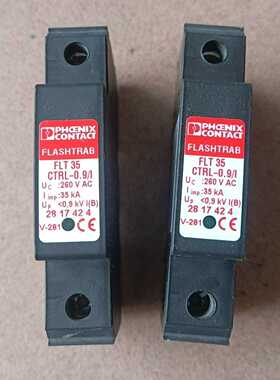 PHŒNIX
CONTACT
FLASHTRAB
FLT 35
CTRL-0.9/I
Uc :260 V AC
Iimp:35 kA
Up <0,9 kV I(B)
28 17 42 4
V-281
PHŒNIX
CONTACT
FLASHTRAB
FLT 35
CTRL-0.9/I
Uc :260 V AC
Iimp:35 kA
Up <0,9 kV I(B)
28 17 42 4
V-281